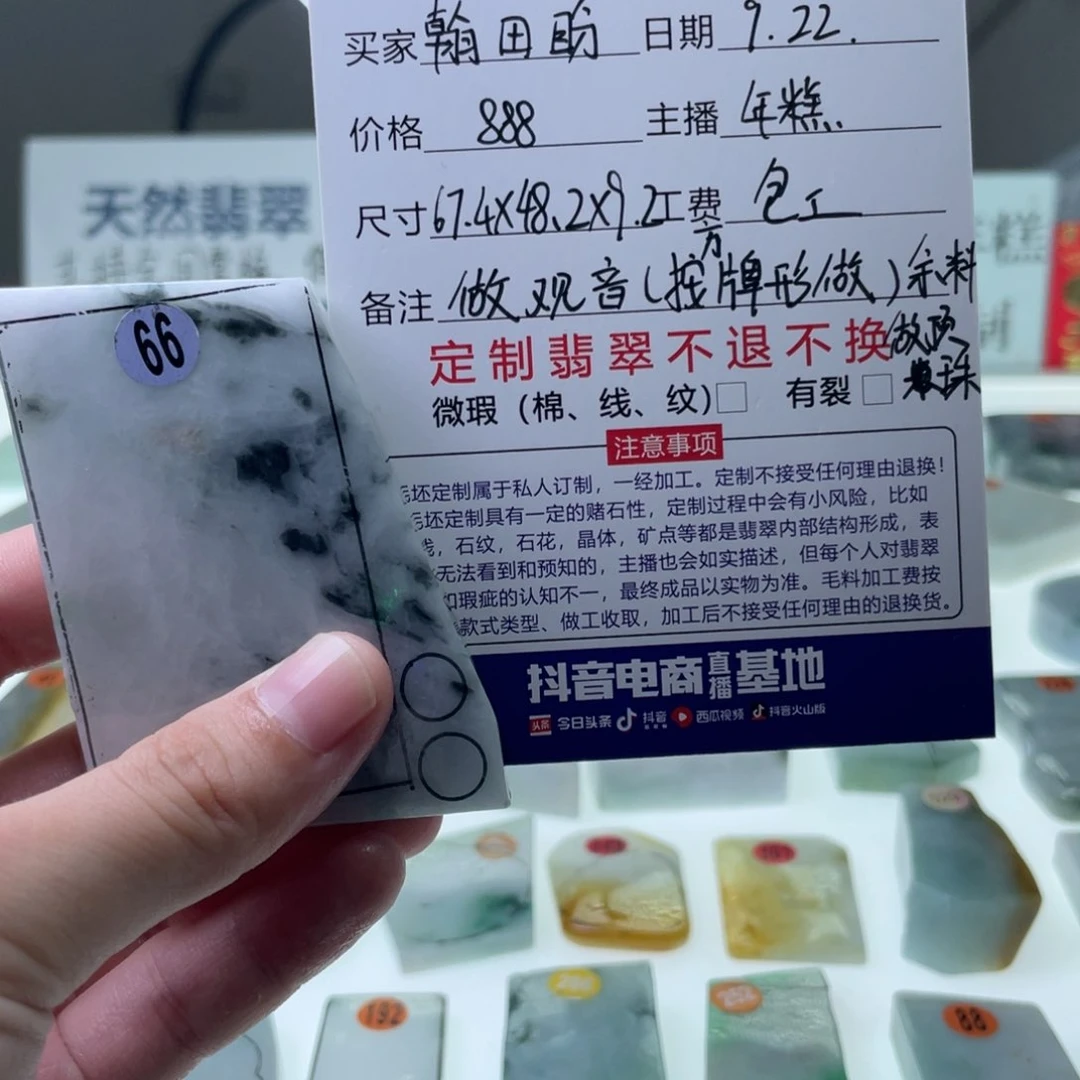 买家 翰田盼 日期 9.22.
价格 888 主播 年糕.
尺寸 67.4X48.2X9.2 工费 包工
方
备注 做观音(按牌形做)余料
做顶
珠
定制翡翠不退不换
微瑕（棉、线、纹）□ 有裂 □
注意事项
坯定制属于私人订制，一经加工。定制不接受任何理由退换！
坯定制具有一定的赌石性，定制过程中会有小风险，比如
，石纹，石花，晶体，矿点等都是翡翠内部结构形成，表
无法看到和预知的，主播也会如实描述，但每个人对翡翠
瑕疵的认知不一，最终成品以实物为准。毛料加工费按
款式类型、做工收取，加工后不接受任何理由的退换货。
抖音电商直播基地
头条 今日头条 抖音 西瓜视频 抖音火山版
天然翡翠
糕
制
66
192
88